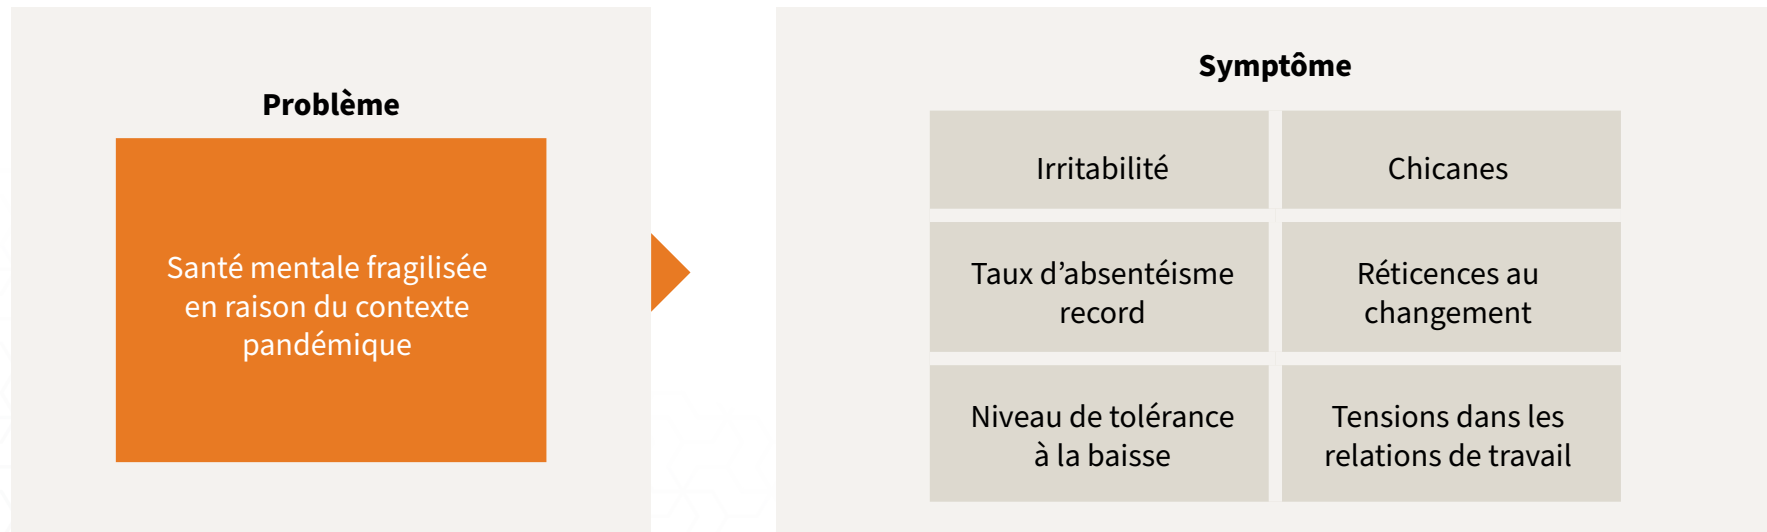 Problème
Santé mentale fragilisée
en raison du contexte
pandémique
Symptôme
Irritabilité
Chicanes
Taux d’absentéisme
record
Réticences au
changement
Niveau de tolérance
à la baisse
Tensions dans les
relations de travail